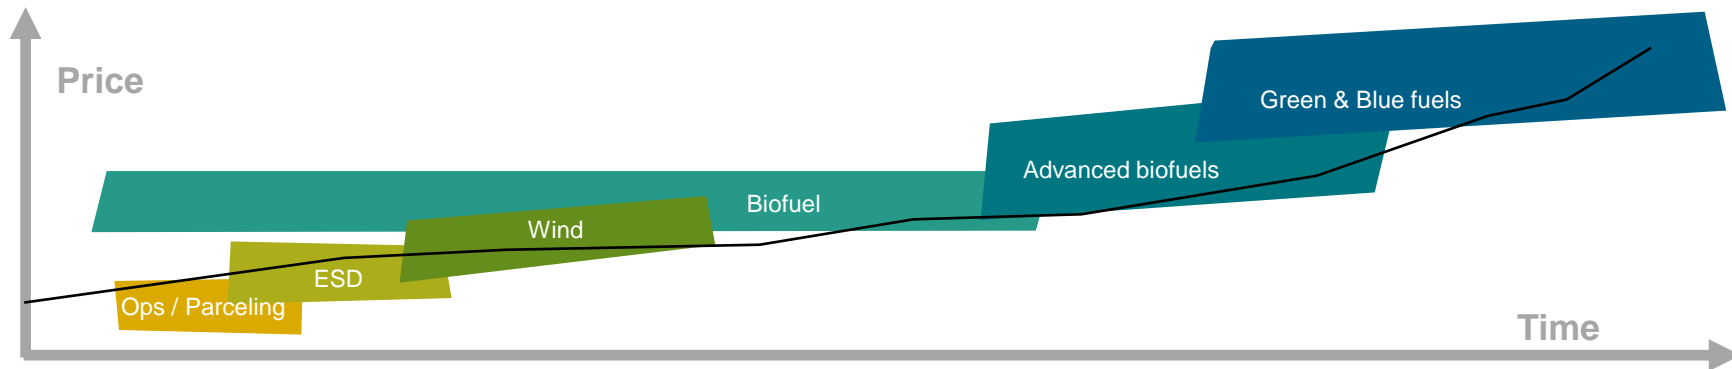 Price
Green & Blue fuels
Advanced biofuels
Biofuel
Wind
ESD
Ops / Parceling
Time